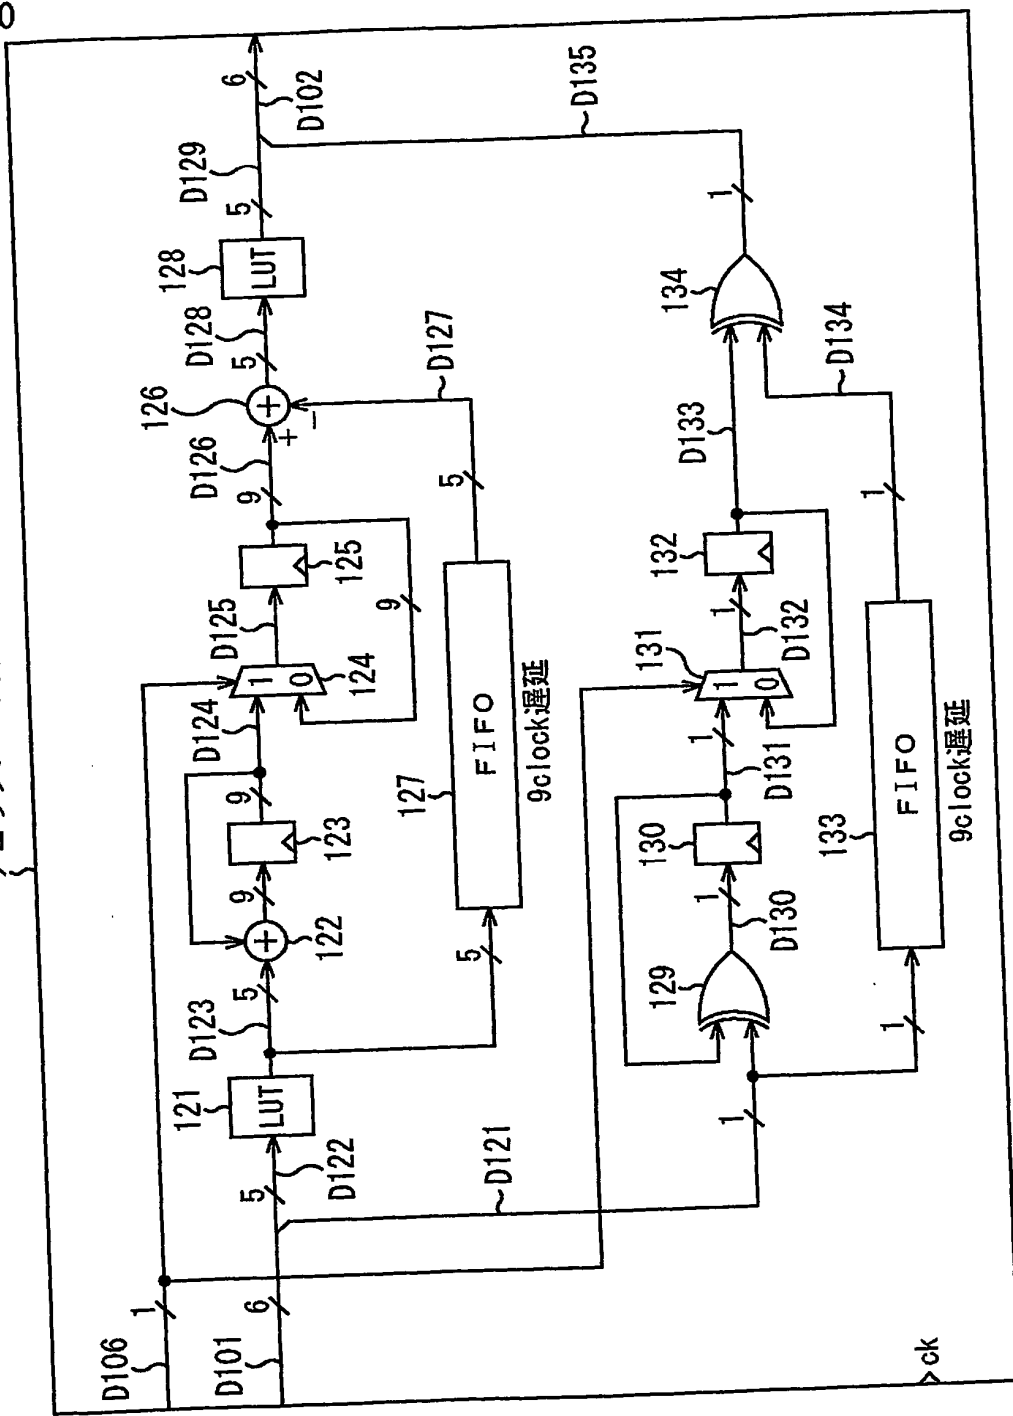 D106
1
D101
6
D122
5
121
LUT
D121
1
D123
5
122
9
123
9
D124
124
1
0
D125
125
9
D126
9
126
+
+
−
D127
5
D128
5
128
LUT
D129
5
D102
6
D135
1
127
FIFO
9clock遅延
5
129
D130
1
130
D131
1
131
1
0
D132
1
132
D133
134
D134
1
133
FIFO
9clock遅延
1
ck
+